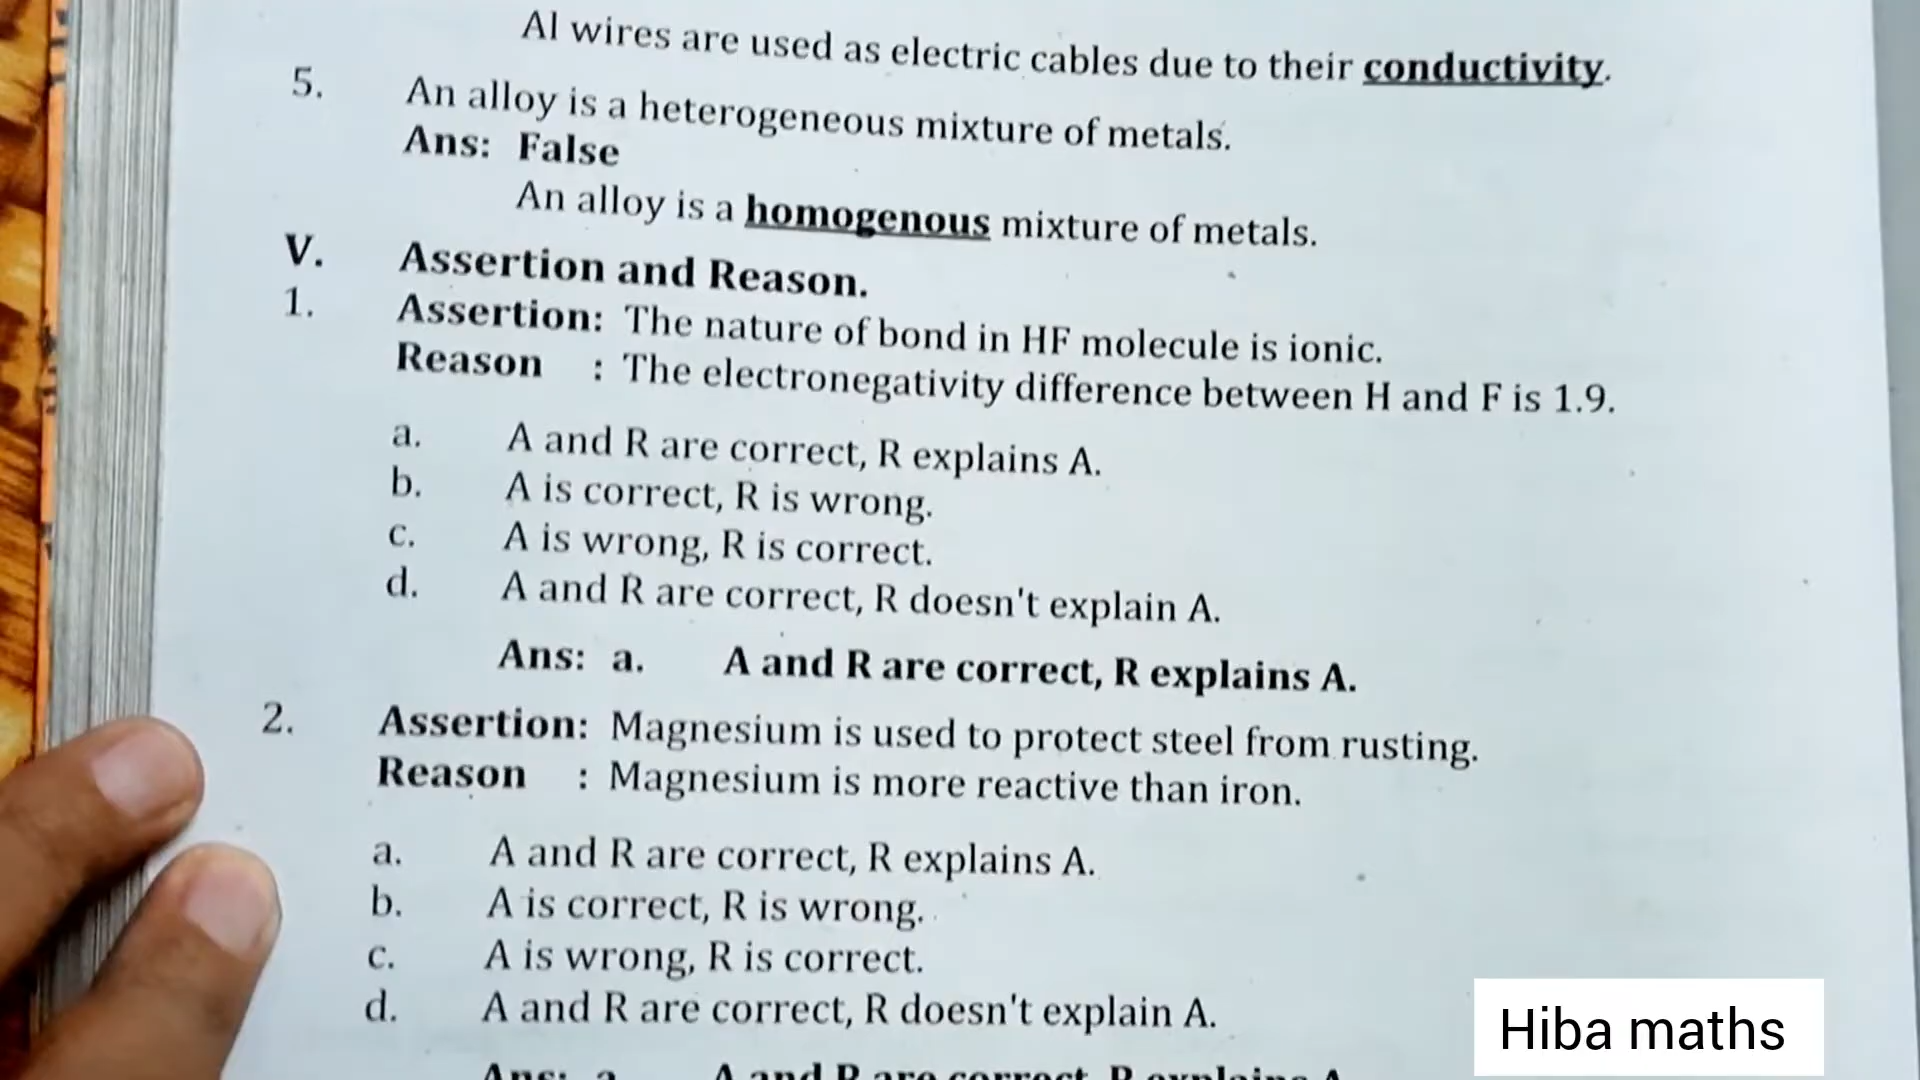 Al wires are used as electric cables due to their conductivity.
5. An alloy is a heterogeneous mixture of metals.
Ans: False
An alloy is a homogenous mixture of metals.
V. Assertion and Reason.
1. Assertion: The nature of bond in HF molecule is ionic.
Reason : The electronegativity difference between H and F is 1.9.
a. A and R are correct, R explains A.
b. A is correct, R is wrong.
c. A is wrong, R is correct.
d. A and R are correct, R doesn't explain A.
Ans: a. A and R are correct, R explains A.
2. Assertion: Magnesium is used to protect steel from rusting.
Reason : Magnesium is more reactive than iron.
a. A and R are correct, R explains A.
b. A is correct, R is wrong.
c. A is wrong, R is correct.
d. A and R are correct, R doesn't explain A.
Ans: a A and R are correct, R explains A
Hiba maths